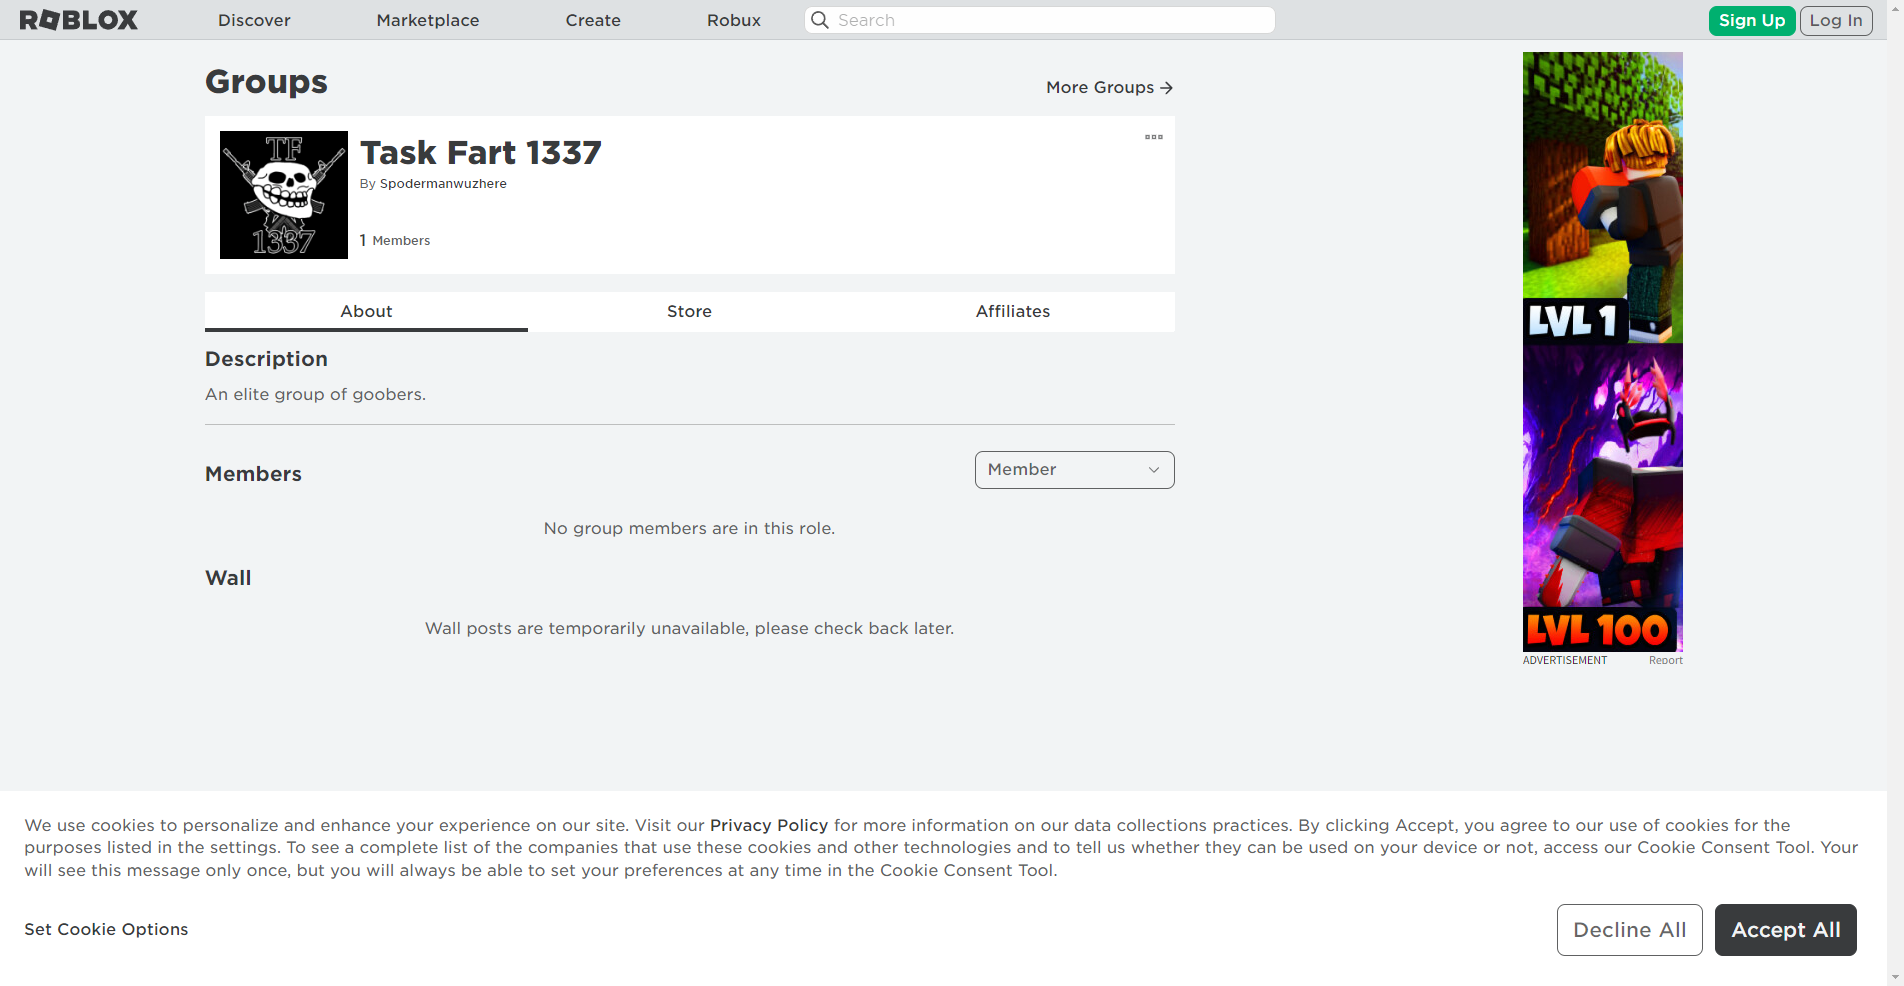 ROBLOX Discover Marketplace Create Robux Search Sign Up Log In
Groups
More Groups →
TF
1337
Task Fart 1337
By Spodermanwuzhere
1 Members
About Store Affiliates
Description
An elite group of goobers.
Members
Member
No group members are in this role.
Wall
Wall posts are temporarily unavailable, please check back later.
LVL 1
LVL 100
ADVERTISEMENT Report
We use cookies to personalize and enhance your experience on our site. Visit our Privacy Policy for more information on our data collections practices. By clicking Accept, you agree to our use of cookies for the
purposes listed in the settings. To see a complete list of the companies that use these cookies and other technologies and to tell us whether they can be used on your device or not, access our Cookie Consent Tool. Your
will see this message only once, but you will always be able to set your preferences at any time in the Cookie Consent Tool.
Set Cookie Options
Decline All Accept All